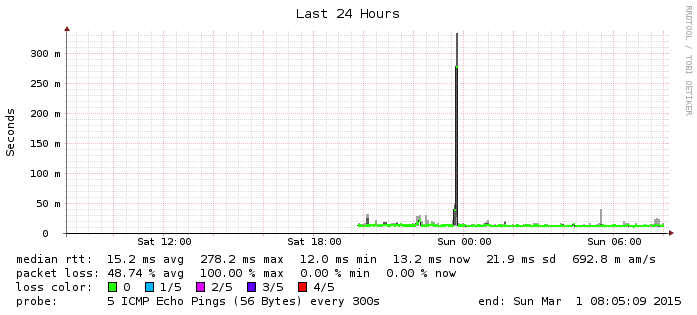 Last 24 Hours
RRDTOOL / TOBI OETIKER
Seconds
300 m
250 m
200 m
150 m
100 m
50 m
0
Sat 12:00 Sat 18:00 Sun 00:00 Sun 06:00
median rtt: 15.2 ms avg 278.2 ms max 12.0 ms min 13.2 ms now 21.9 ms sd 692.8 m am/s
packet loss: 48.74 % avg 100.00 % max 0.00 % min 0.00 % now
loss color: 0 1/5 2/5 3/5 4/5
probe: 5 ICMP Echo Pings (56 Bytes) every 300s end: Sun Mar 1 08:05:09 2015